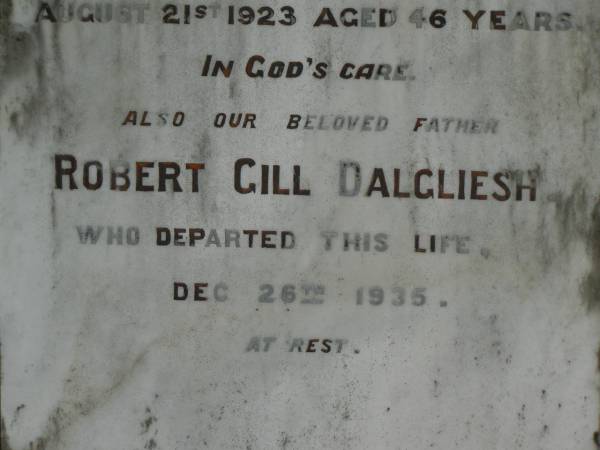 AUGUST 21ST 1923 AGED 46 YEARS.
IN GOD'S CARE.
ALSO OUR BELOVED FATHER
ROBERT GILL DALGLIESH.
WHO DEPARTED THIS LIFE.
DEC 26TH 1935.
AT REST.